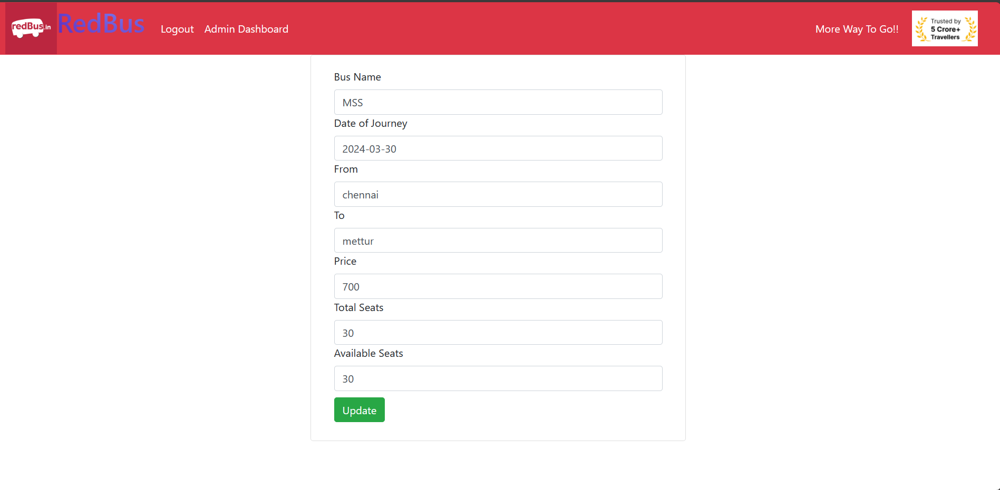 redBus.in
RedBus
Logout
Admin Dashboard
More Way To Go!!
Trusted by
5 Crore+
Travellers
Bus Name
MSS
Date of Journey
2024-03-30
From
chennai
To
mettur
Price
700
Total Seats
30
Available Seats
30
Update